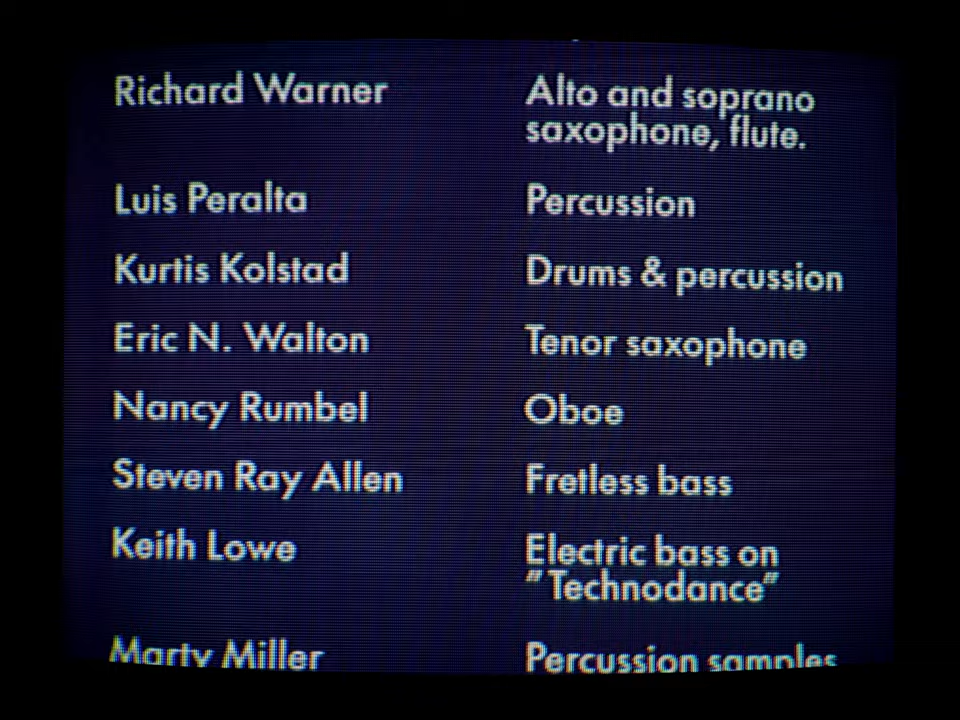 Richard Warner Alto and soprano
saxophone, flute.
Luis Peralta Percussion
Kurtis Kolstad Drums & percussion
Eric N. Walton Tenor saxophone
Nancy Rumbel Oboe
Steven Ray Allen Fretless bass
Keith Lowe Electric bass on
"Technodance"
Marty Miller Percussion samples